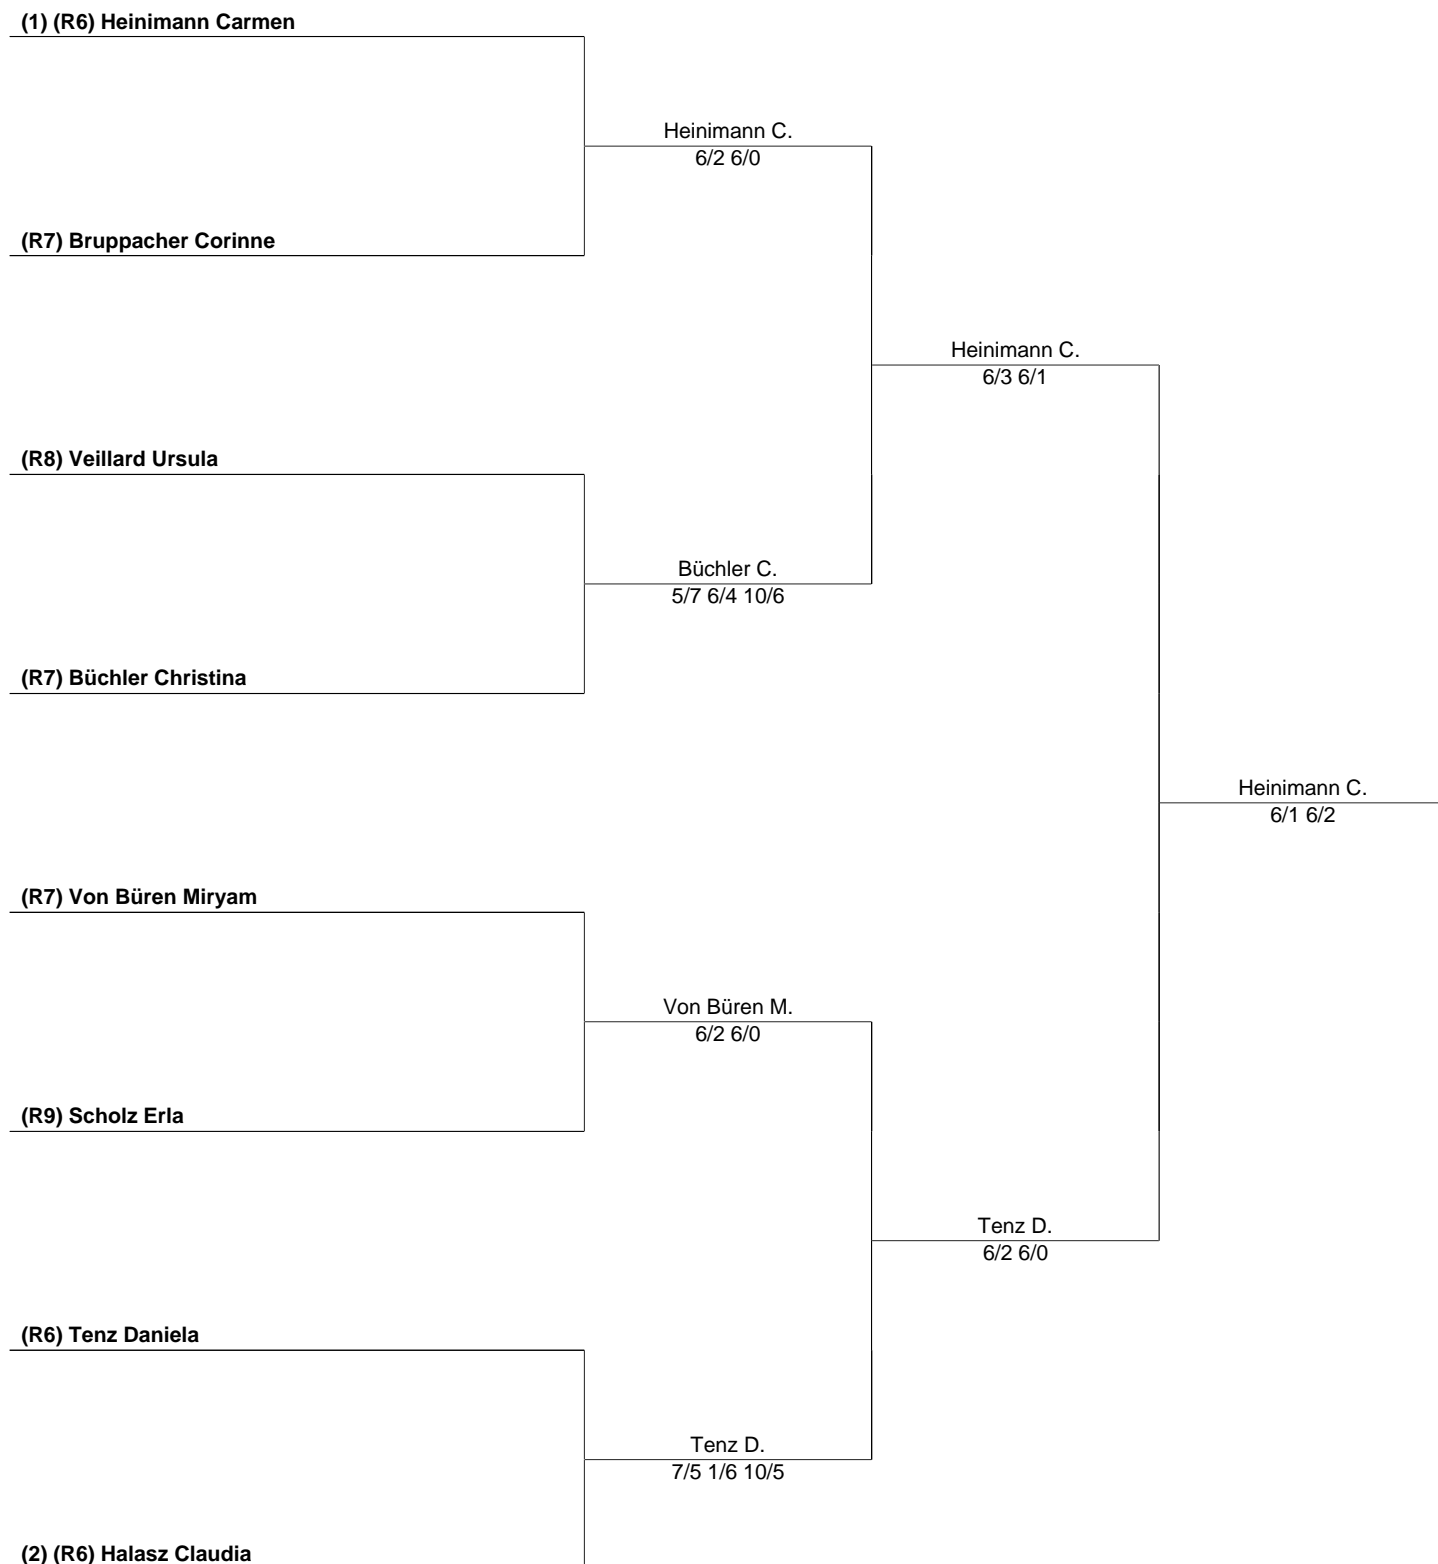 (1) (R6) Heinimann Carmen
Heinimann C.
6/2 6/0
(R7) Bruppacher Corinne
Heinimann C.
6/3 6/1
(R8) Veillard Ursula
Büchler C.
5/7 6/4 10/6
(R7) Büchler Christina
Heinimann C.
6/1 6/2
(R7) Von Büren Miryam
Von Büren M.
6/2 6/0
(R9) Scholz Erla
Tenz D.
6/2 6/0
(R6) Tenz Daniela
Tenz D.
7/5 1/6 10/5
(2) (R6) Halasz Claudia